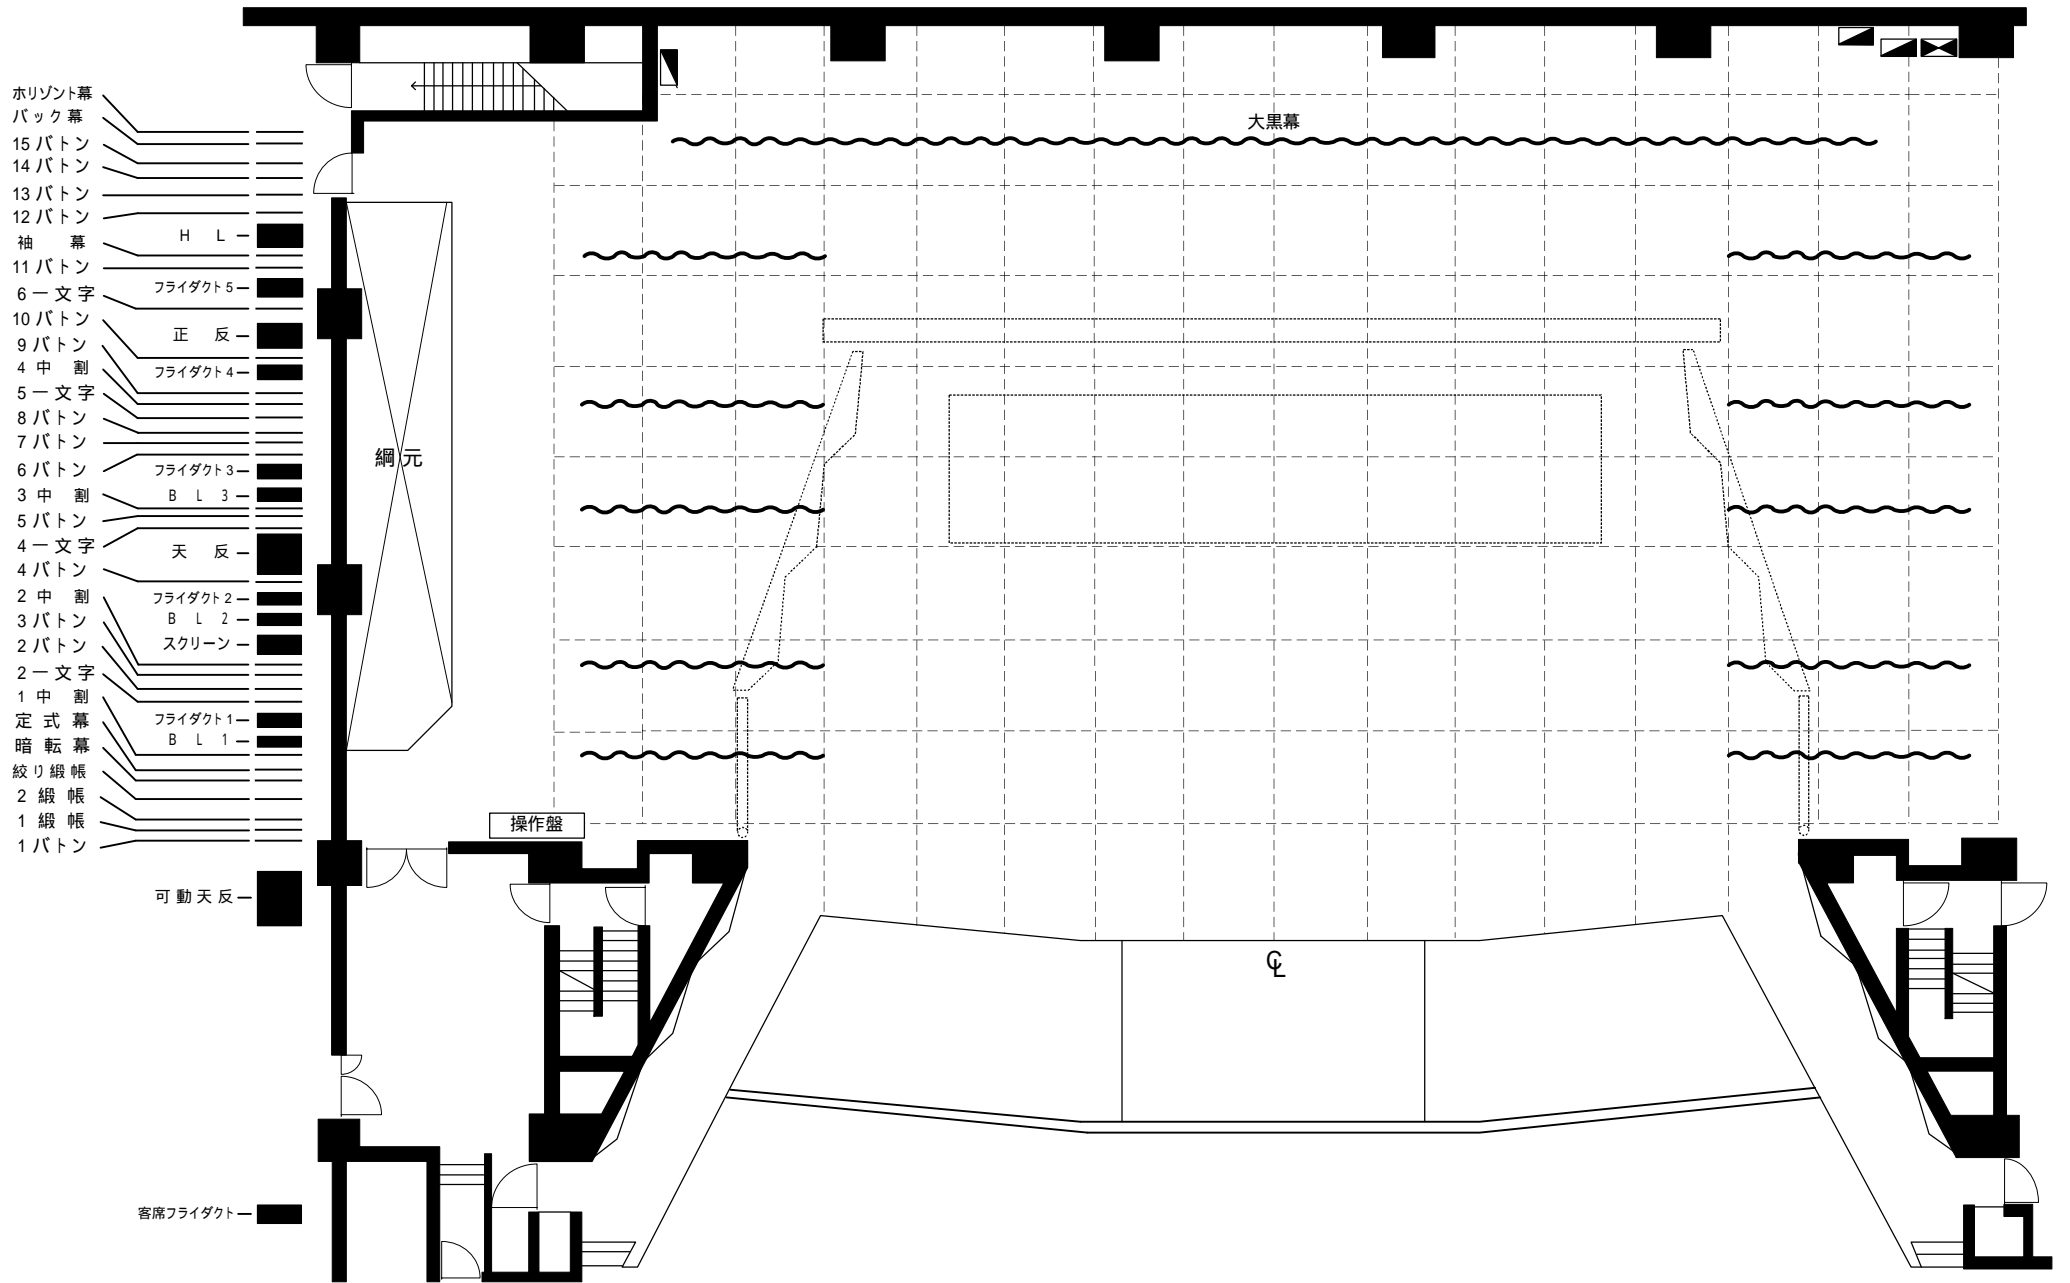 ホリゾント幕
バック幕
15バトン
14バトン
13バトン
12バトン
袖　幕
11バトン
6一文字
10バトン
9バトン
4中　割
5一文字
8バトン
7バトン
6バトン
3中　割
5バトン
4一文字
4バトン
2中　割
3バトン
2バトン
2一文字
1中　割
定式幕
暗転幕
絞り緞帳
2緞帳
1緞帳
1バトン
H　L
フライダクト5
正　反
フライダクト4
フライダクト3
B　L　3
天　反
フライダクト2
B　L　2
スクリーン
フライダクト1
B　L　1
可動天反
客席フライダクト
綱元
操作盤
大黒幕
℄